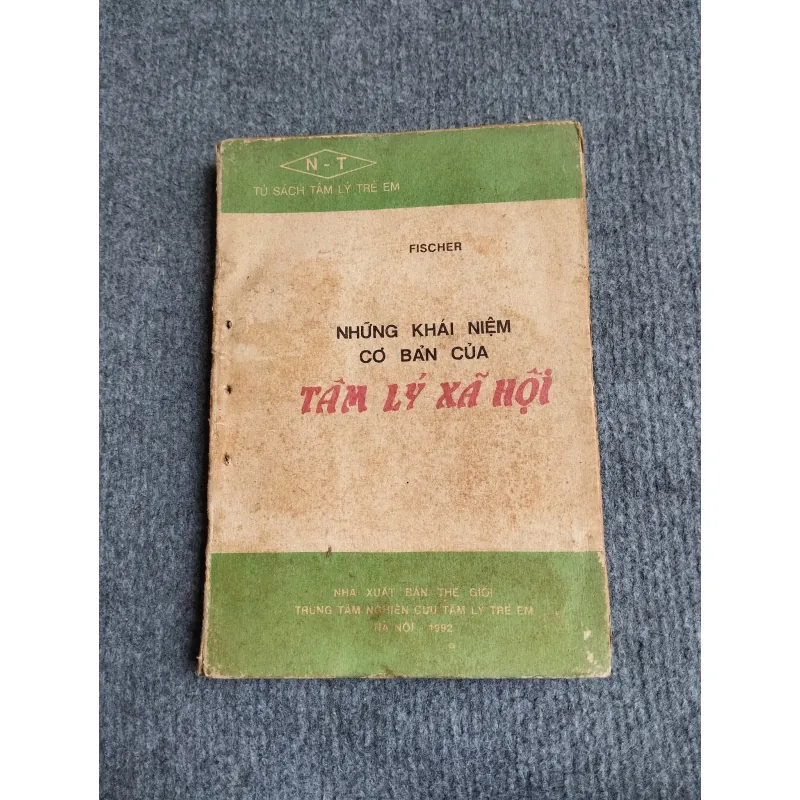 N - T
TỦ SÁCH TÂM LÝ TRẺ EM
FISCHER
NHỮNG KHÁI NIỆM
CƠ BẢN CỦA
TÂM LÝ XÃ HỘI
NHÀ XUẤT BẢN THẾ GIỚI
TRUNG TÂM NGHIÊN CỨU TÂM LÝ TRẺ EM
HÀ NỘI - 1992